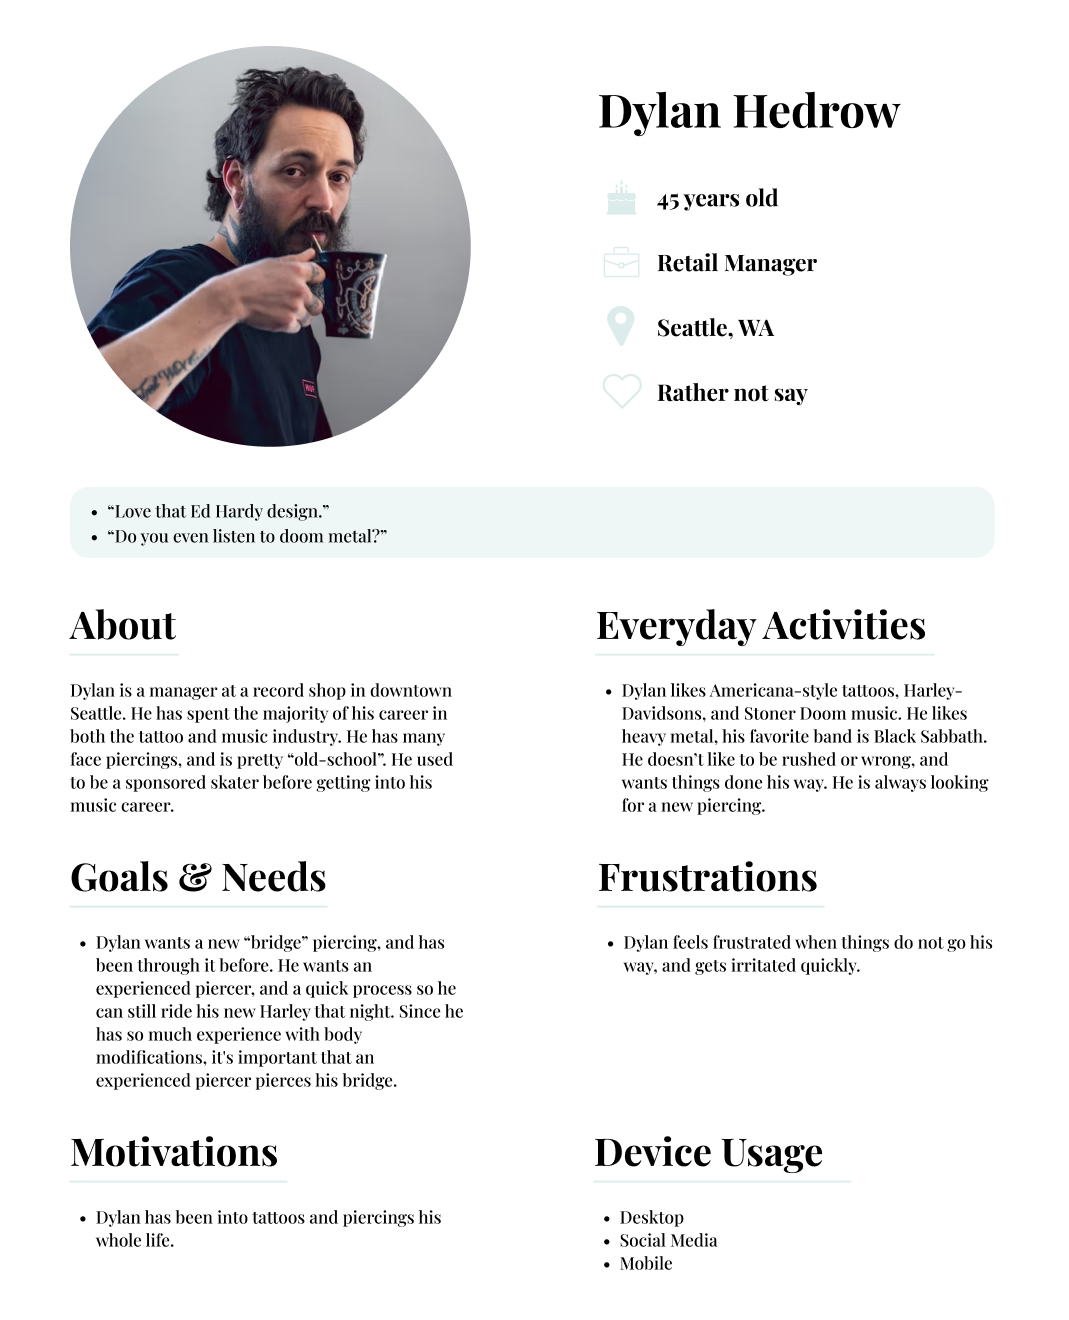 Dylan Hedrow
45 years old
Retail Manager
Seattle, WA
Rather not say
HUF
• “Love that Ed Hardy design.”
• “Do you even listen to doom metal?”
About
Dylan is a manager at a record shop in downtown
Seattle. He has spent the majority of his career in
both the tattoo and music industry. He has many
face piercings, and is pretty “old-school”. He used
to be a sponsored skater before getting into his
music career.
Everyday Activities
• Dylan likes Americana-style tattoos, Harley-
Davidsons, and Stoner Doom music. He likes
heavy metal, his favorite band is Black Sabbath.
He doesn’t like to be rushed or wrong, and
wants things done his way. He is always looking
for a new piercing.
Goals & Needs
• Dylan wants a new “bridge” piercing, and has
been through it before. He wants an
experienced piercer, and a quick process so he
can still ride his new Harley that night. Since he
has so much experience with body
modifications, it's important that an
experienced piercer pierces his bridge.
Frustrations
• Dylan feels frustrated when things do not go his
way, and gets irritated quickly.
Motivations
• Dylan has been into tattoos and piercings his
whole life.
Device Usage
• Desktop
• Social Media
• Mobile